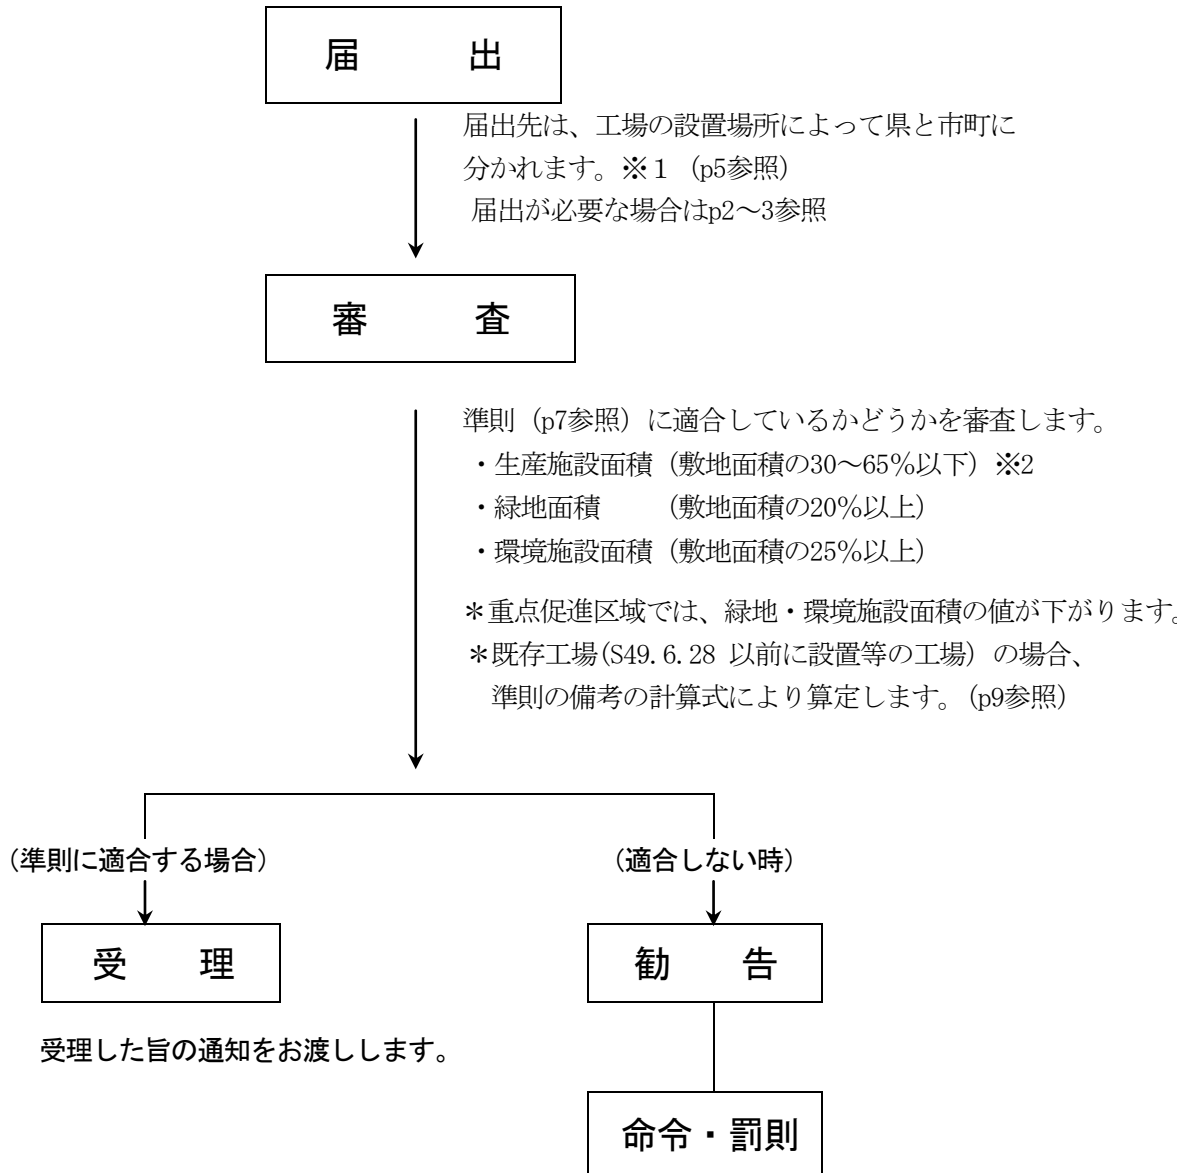 届　　出
届出先は、工場の設置場所によって県と市町に
分かれます。※１（p5参照）
届出が必要な場合はp2～3参照
審　　査
準則（p7参照）に適合しているかどうかを審査します。
・生産施設面積（敷地面積の30～65％以下）※2
・緑地面積　　（敷地面積の20％以上）
・環境施設面積（敷地面積の25％以上）
＊重点促進区域では、緑地・環境施設面積の値が下がります。
＊既存工場(S49.6.28 以前に設置等の工場）の場合、
準則の備考の計算式により算定します。（p9参照）
（準則に適合する場合）　（適合しない時）
受　　理　　勧　　告
受理した旨の通知をお渡しします。
命令・罰則